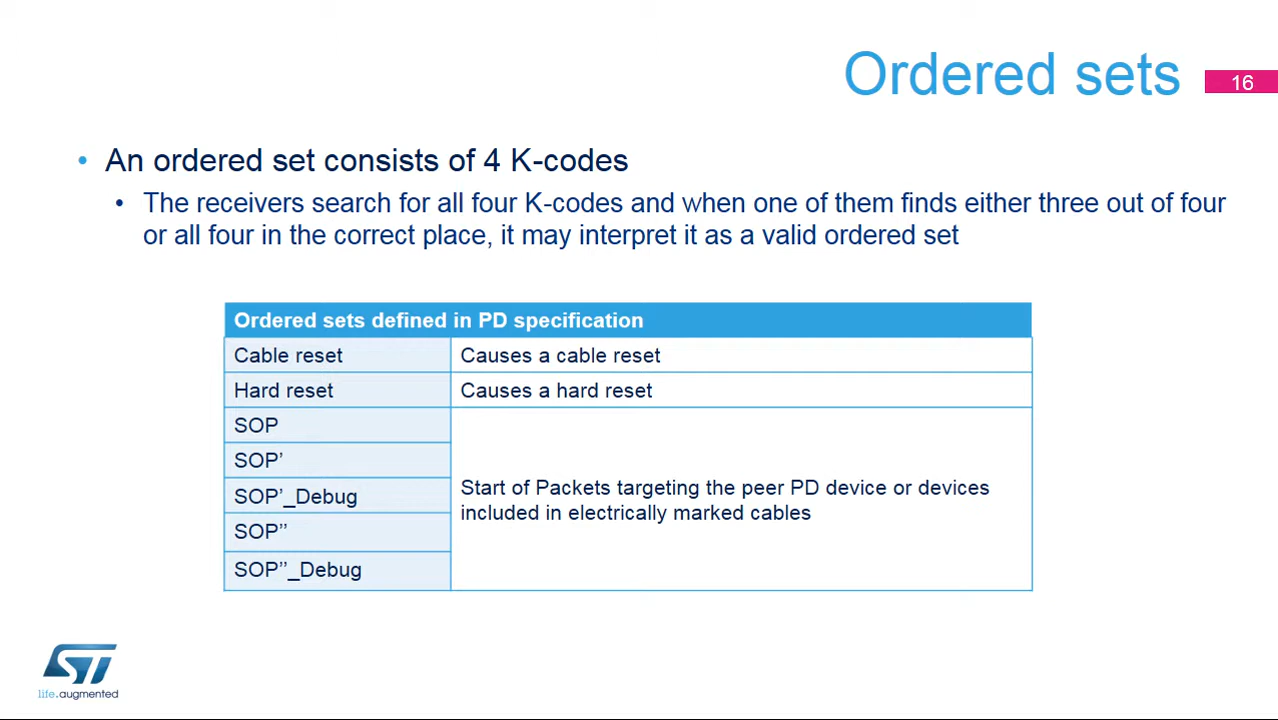 Ordered sets
16
• An ordered set consists of 4 K-codes
• The receivers search for all four K-codes and when one of them finds either three out of four
or all four in the correct place, it may interpret it as a valid ordered set
Ordered sets defined in PD specification
Cable reset
Causes a cable reset
Hard reset
Causes a hard reset
SOP
SOP’
SOP’_Debug
SOP’’
SOP’’_Debug
Start of Packets targeting the peer PD device or devices
included in electrically marked cables
ST
life.augmented